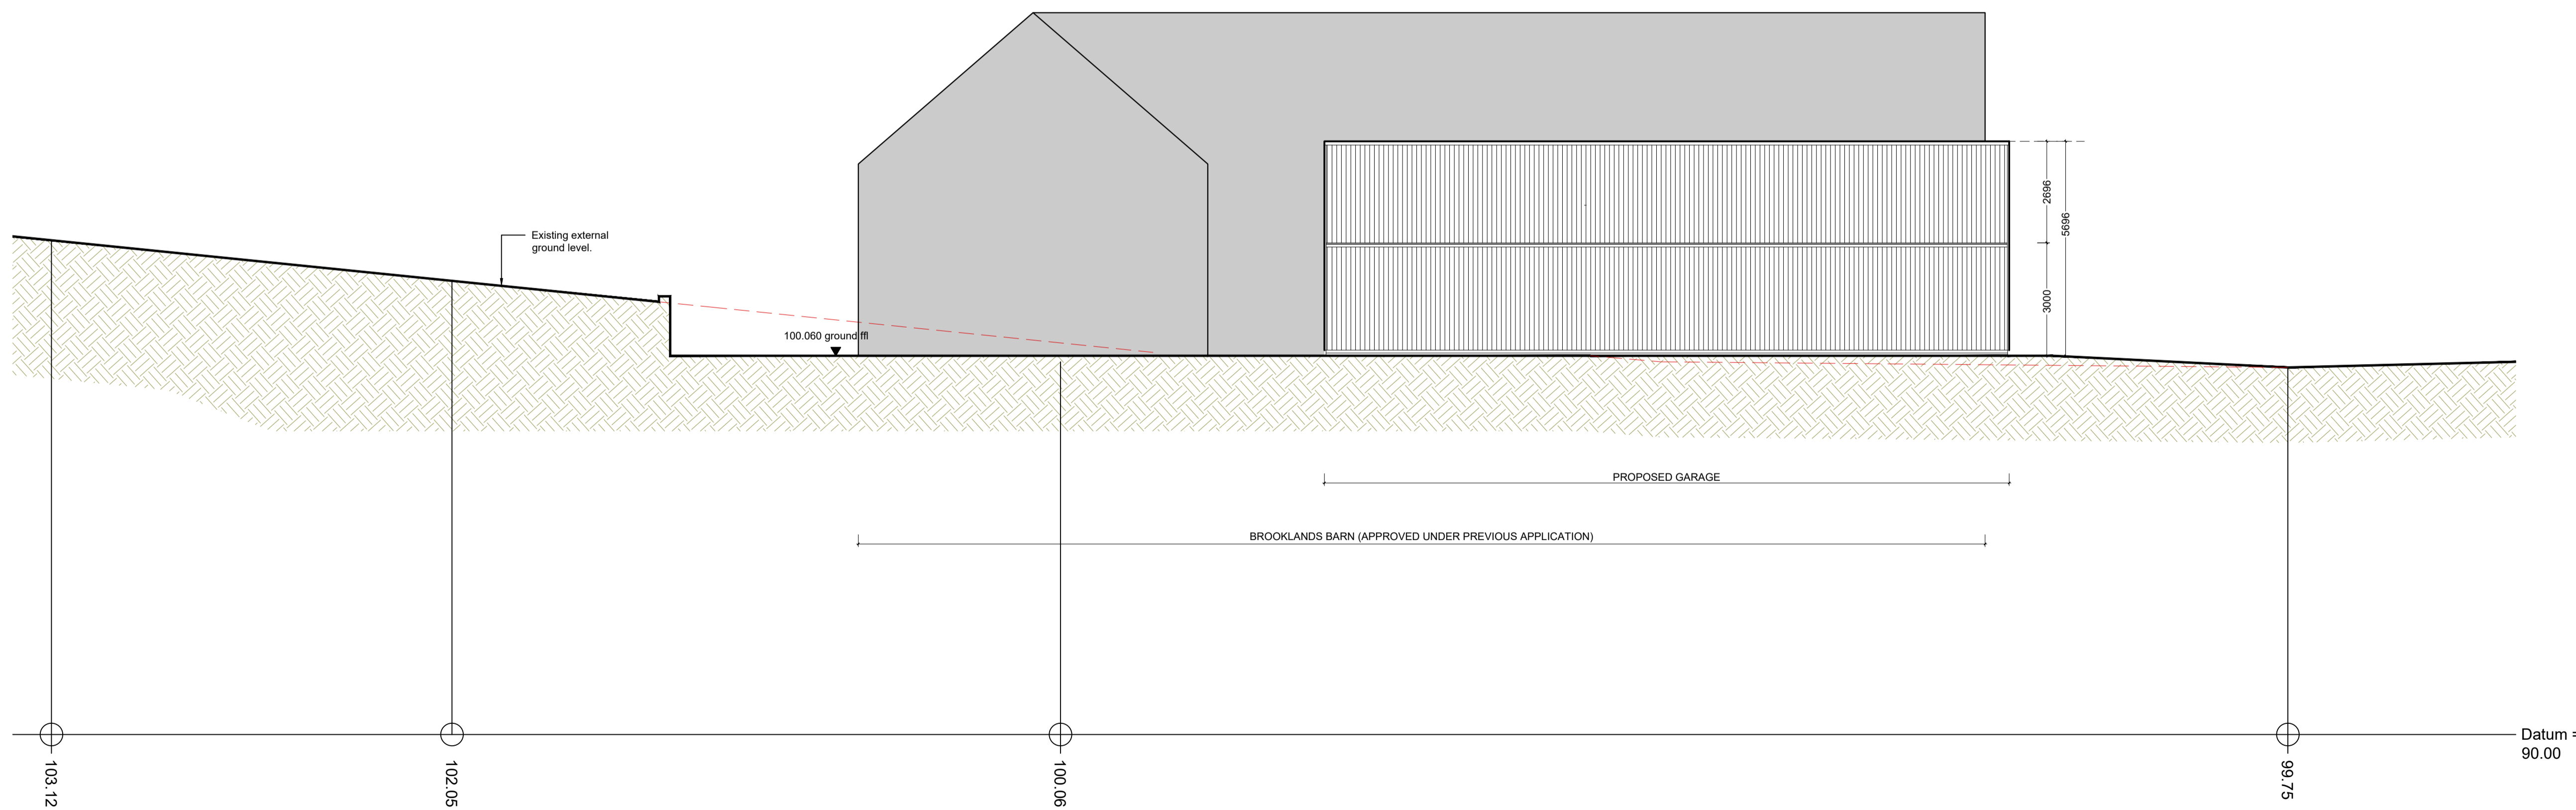 Existing external
ground level.
100.060 ground ffl
2696
5696
3000
PROPOSED GARAGE
BROOKLANDS BARN (APPROVED UNDER PREVIOUS APPLICATION)
Datum =
90.00
103.12
102.05
100.06
99.75